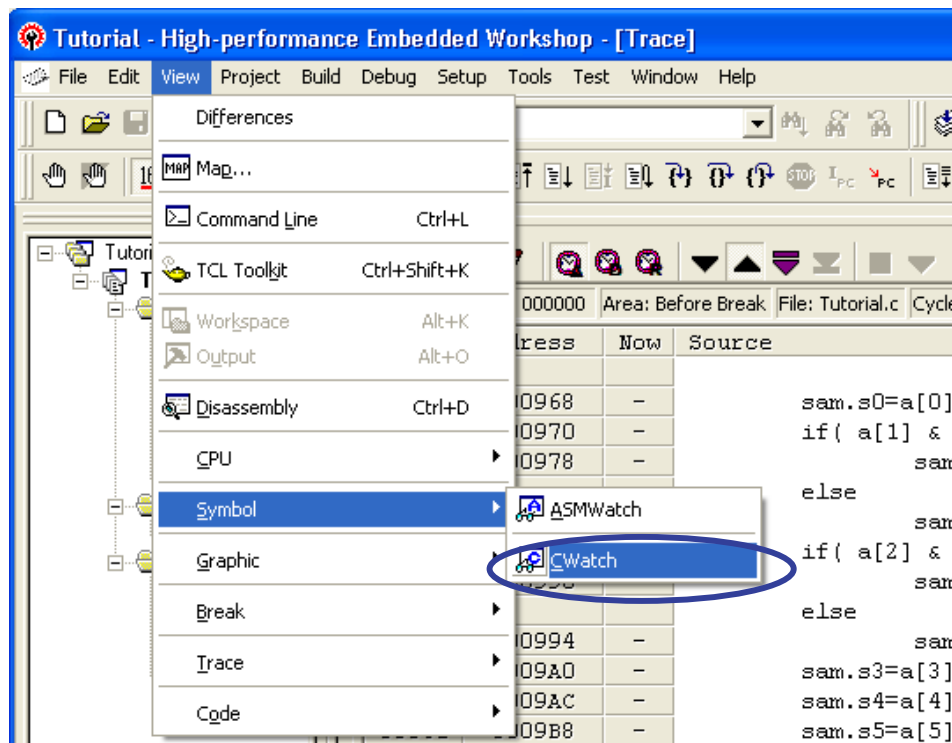 Tutorial - High-performance Embedded Workshop - [Trace]
File Edit View Project Build Debug Setup Tools Test Window Help
Differences
Map...
Command Line Ctrl+L
TCL Toolkit Ctrl+Shift+K
Workspace Alt+K
Output Alt+O
Disassembly Ctrl+D
CPU
Symbol
Graphic
Break
Trace
Code
ASMWatch
CWatch
000000 Area: Before Break File: Tutorial.c
Now Source
sam.s0=a[0]
if( a[1] &
else
if( a[2] &
else
sam.s3=a[3]
sam.s4=a[4]
sam.s5=a[5]